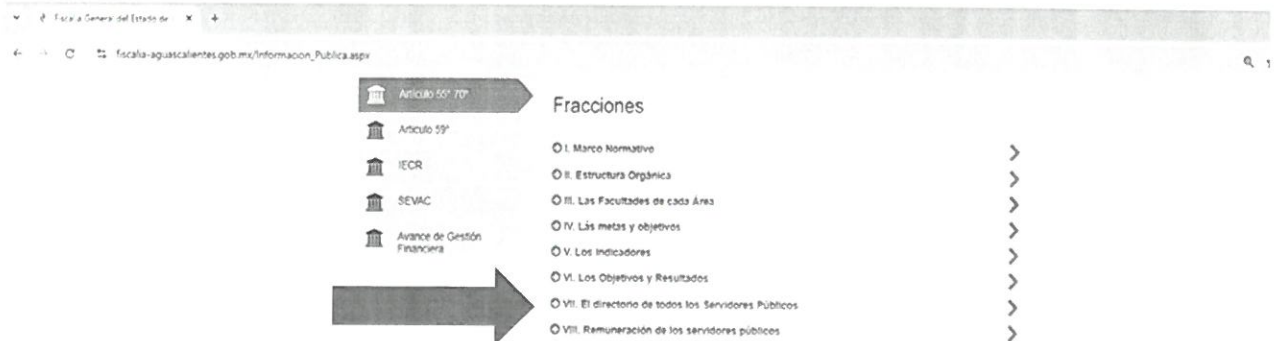 Fiscalía General del Estado de
fiscalia-aguascalientes.gob.mx/Informacion_Publica.aspx
Artículo 55° 70°
Artículo 59°
IECR
SEVAC
Avance de Gestión
Financiera
Fracciones
I. Marco Normativo
II. Estructura Orgánica
III. Las Facultades de cada Área
IV. Las metas y objetivos
V. Los Indicadores
VI. Los Objetivos y Resultados
VII. El directorio de todos los Servidores Públicos
VIII. Remuneración de los servidores públicos